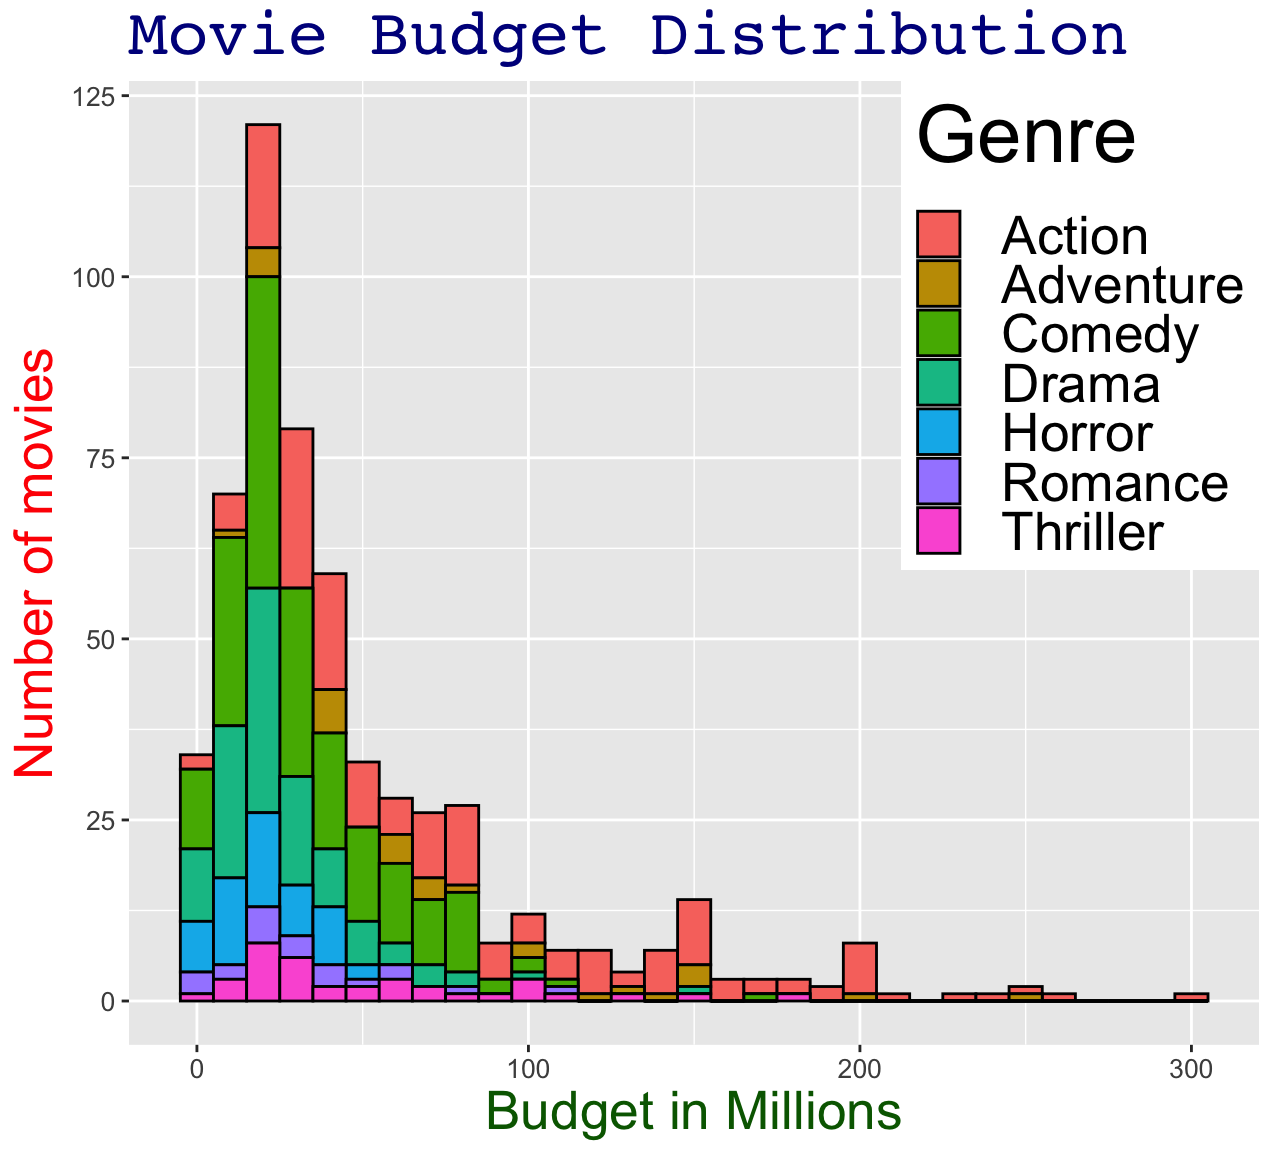 Movie Budget Distribution
Number of movies
125
100
75
50
25
0
0 100 200 300
Budget in Millions
Genre
Action
Adventure
Comedy
Drama
Horror
Romance
Thriller